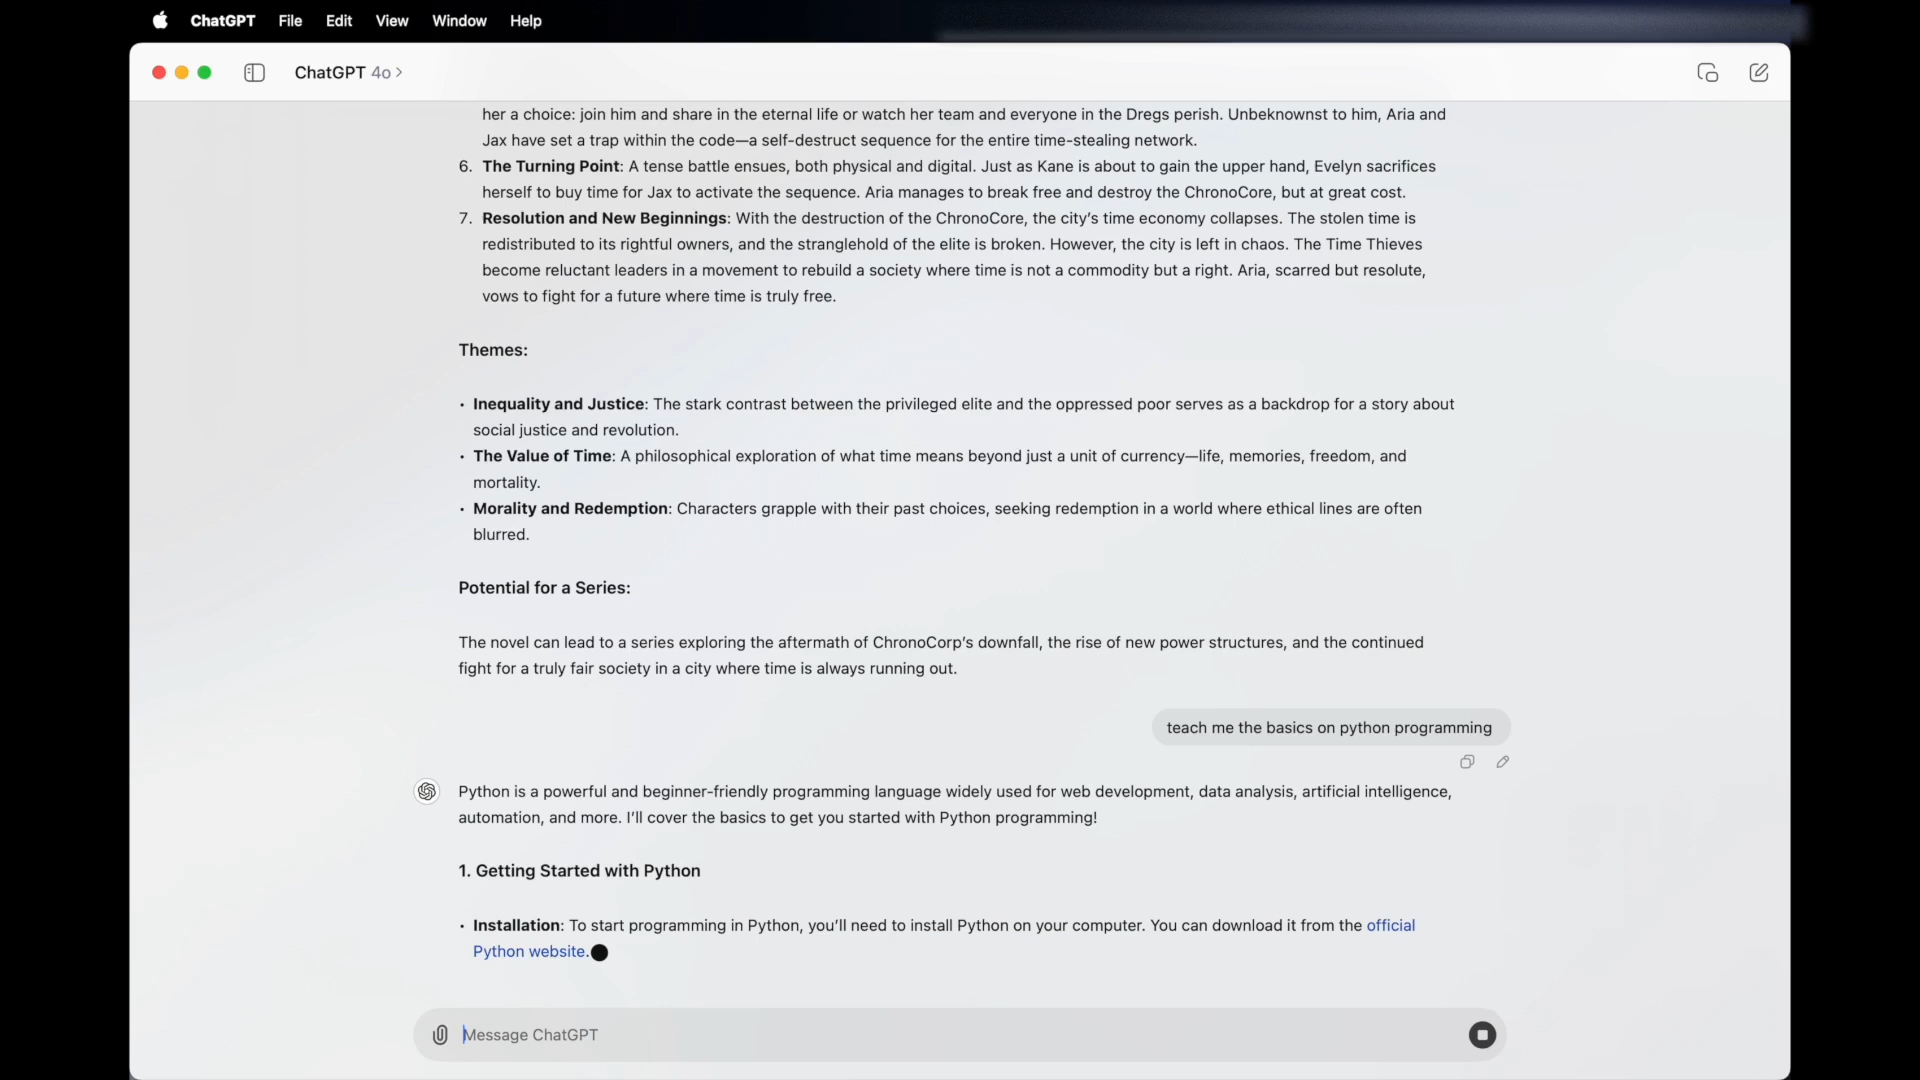 ChatGPT File Edit View Window Help
ChatGPT 4o >
her a choice: join him and share in the eternal life or watch her team and everyone in the Dregs perish. Unbeknownst to him, Aria and
Jax have set a trap within the code—a self-destruct sequence for the entire time-stealing network.
6. The Turning Point: A tense battle ensues, both physical and digital. Just as Kane is about to gain the upper hand, Evelyn sacrifices
herself to buy time for Jax to activate the sequence. Aria manages to break free and destroy the ChronoCore, but at great cost.
7. Resolution and New Beginnings: With the destruction of the ChronoCore, the city's time economy collapses. The stolen time is
redistributed to its rightful owners, and the stranglehold of the elite is broken. However, the city is left in chaos. The Time Thieves
become reluctant leaders in a movement to rebuild a society where time is not a commodity but a right. Aria, scarred but resolute,
vows to fight for a future where time is truly free.
Themes:
• Inequality and Justice: The stark contrast between the privileged elite and the oppressed poor serves as a backdrop for a story about
social justice and revolution.
• The Value of Time: A philosophical exploration of what time means beyond just a unit of currency—life, memories, freedom, and
mortality.
• Morality and Redemption: Characters grapple with their past choices, seeking redemption in a world where ethical lines are often
blurred.
Potential for a Series:
The novel can lead to a series exploring the aftermath of ChronoCorp's downfall, the rise of new power structures, and the continued
fight for a truly fair society in a city where time is always running out.
teach me the basics on python programming
Python is a powerful and beginner-friendly programming language widely used for web development, data analysis, artificial intelligence,
automation, and more. I'll cover the basics to get you started with Python programming!
1. Getting Started with Python
• Installation: To start programming in Python, you'll need to install Python on your computer. You can download it from the official
Python website.
Message ChatGPT